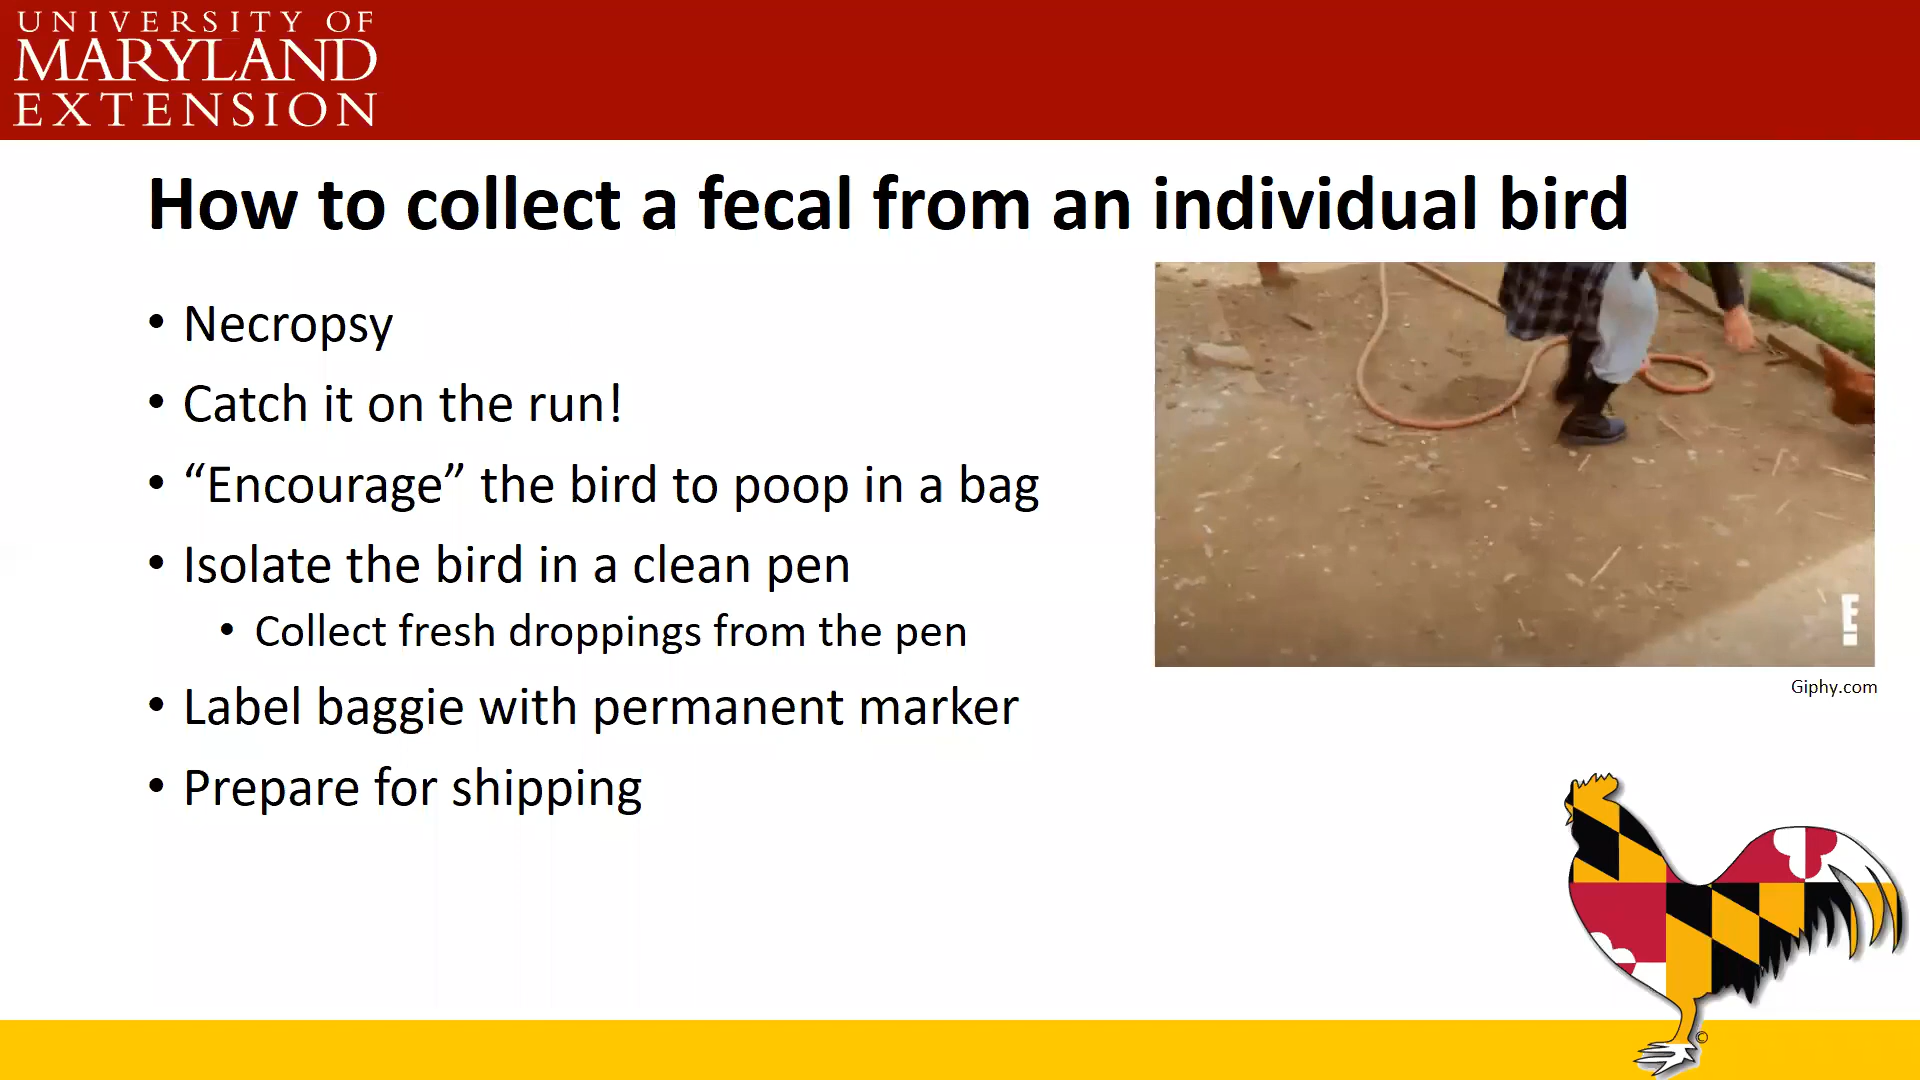 UNIVERSITY OF
MARYLAND
EXTENSION
How to collect a fecal from an individual bird
• Necropsy
• Catch it on the run!
• “Encourage” the bird to poop in a bag
• Isolate the bird in a clean pen
• Collect fresh droppings from the pen
• Label baggie with permanent marker
• Prepare for shipping
E!
Giphy.com
©